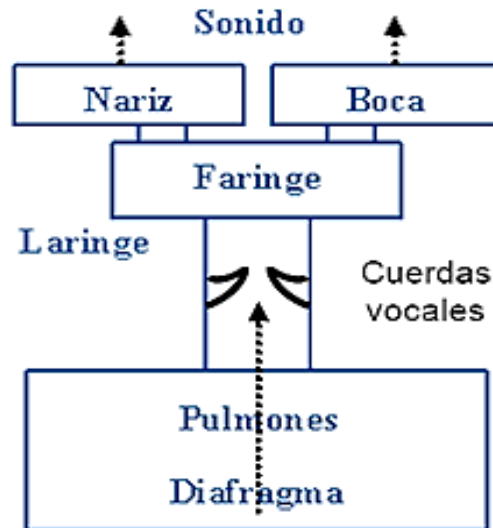 Sonido
Nariz
Boca
Faringe
Laringe
Cuerdas
vocales
Pulmones
Diafragma